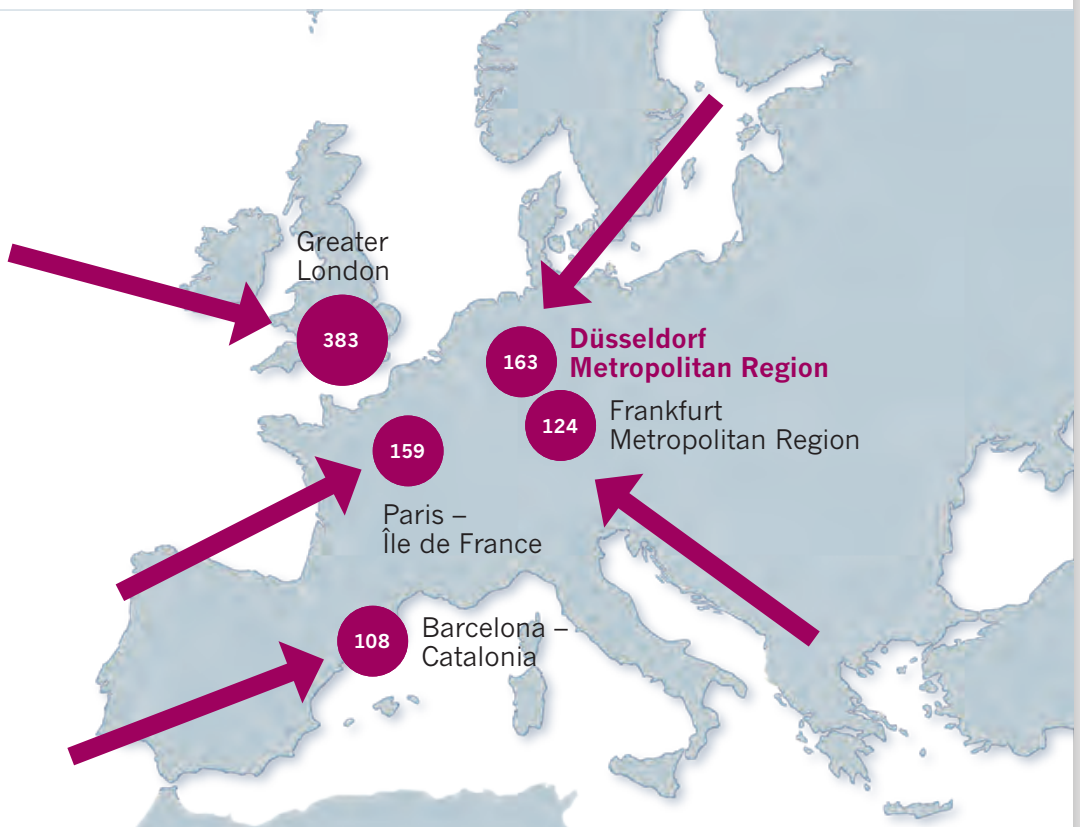 Greater
London
383
163
Düsseldorf
Metropolitan Region
124
Frankfurt
Metropolitan Region
159
Paris –
Île de France
108
Barcelona –
Catalonia